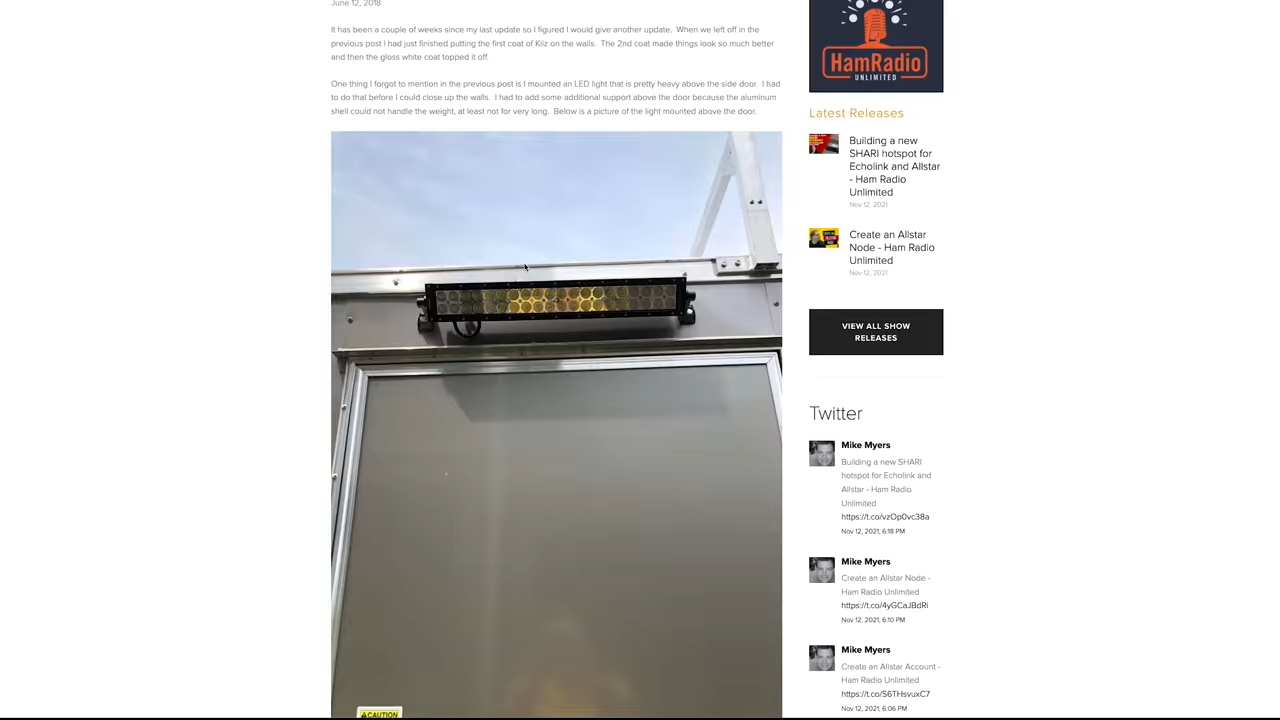 June 12, 2018
It has been a couple of weeks since my last update so I figured I would give another update. When we left off in the
previous post I had just finished putting the first coat of Kilz on the walls. The 2nd coat made things look so much better
and then the gloss white coat topped it off.
One thing I forgot to mention in the previous post is I mounted an LED light that is pretty heavy above the side door. I had
to do that before I could close up the walls. I had to add some additional support above the door because the aluminum
shell could not handle the weight, at least not for very long. Below is a picture of the light mounted above the door.
CAUTION
HamRadio
UNLIMITED
Latest Releases
Building a new
SHARI hotspot for
Echolink and Allstar
- Ham Radio
Unlimited
Nov 12, 2021
Create an Allstar
Node - Ham Radio
Unlimited
Nov 12, 2021
VIEW ALL SHOW
RELEASES
Twitter
Mike Myers
Building a new SHARI
hotspot for Echolink and
Allstar - Ham Radio
Unlimited
https://t.co/vzOp0vc38a
Nov 12, 2021, 6:18 PM
Mike Myers
Create an Allstar Node -
Ham Radio Unlimited
https://t.co/4yGCaJBdRi
Nov 12, 2021, 6:10 PM
Mike Myers
Create an Allstar Account -
Ham Radio Unlimited
https://t.co/S6THsvuxC7
Nov 12, 2021, 6:06 PM